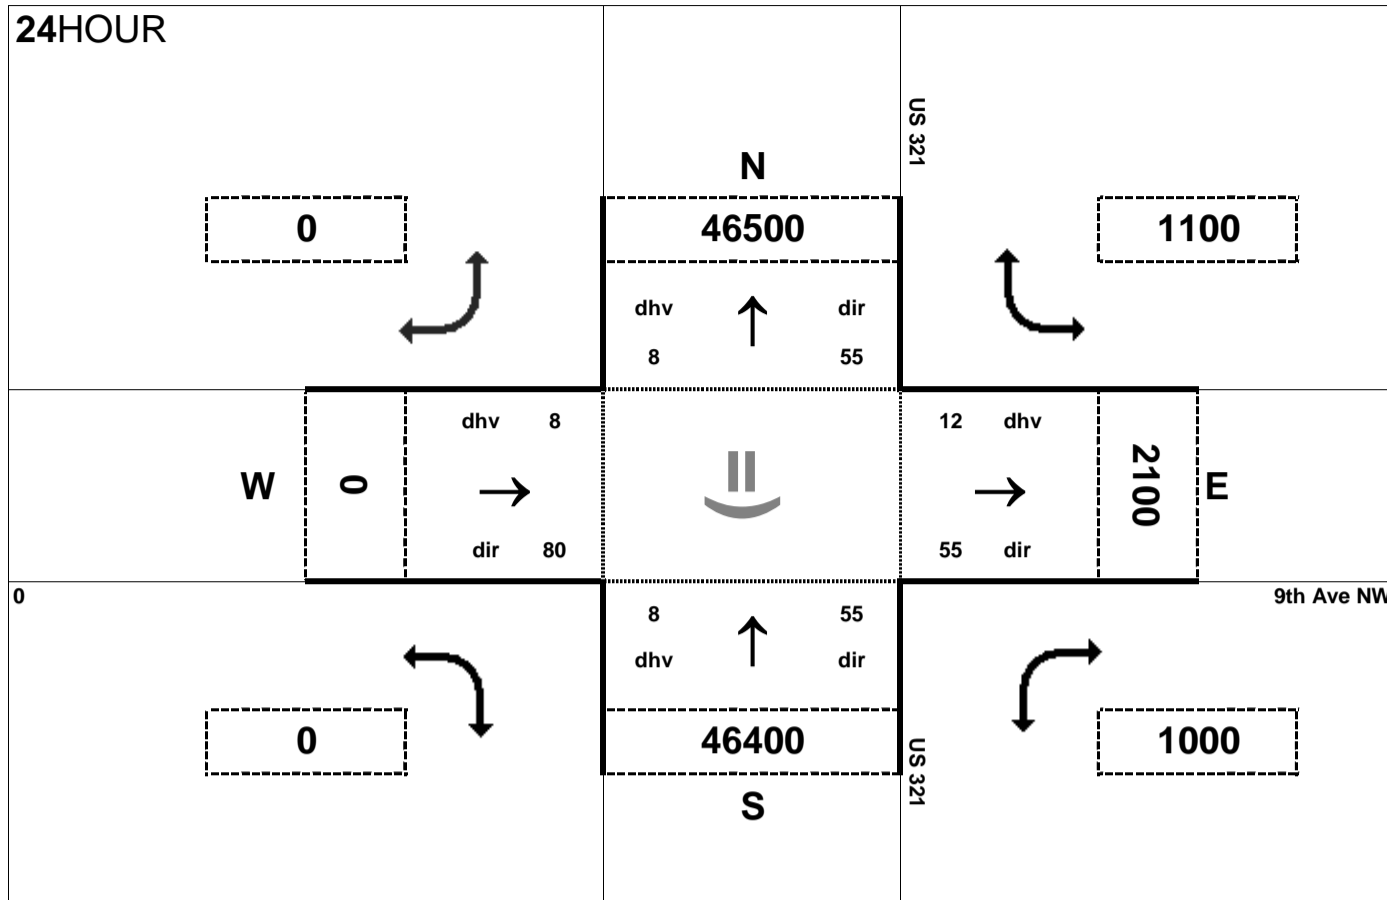 24HOUR
US 321
N
0
46500
1100
dhv
dir
8
55
dhv 8
12 dhv
W
0
2100
E
dir 80
55 dir
0
9th Ave NW
8
55
dhv
dir
0
46400
1000
US 321
S